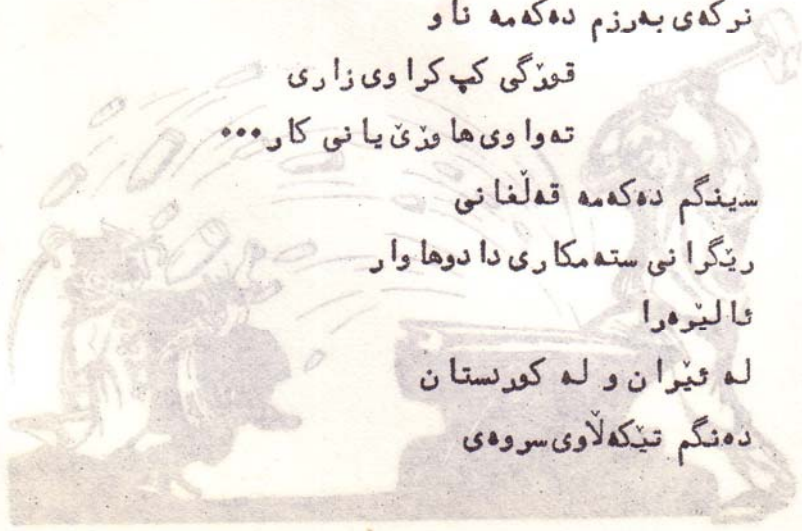 نرکەی بەرزم دەکەمە ناو
قوڕگی کپ کراوی زاری
تەواوی هاوڕێیانی کار...
سینگم دەکەمە قەڵغانی
ڕێگرانی ستەمکاری دادوهاوار
ئالێرەرا
لە ئێران و لە کوردستان
دەنگم تێکەڵاوی سروەی